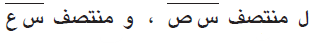 ل منتصف س ص ، و منتصف س ع